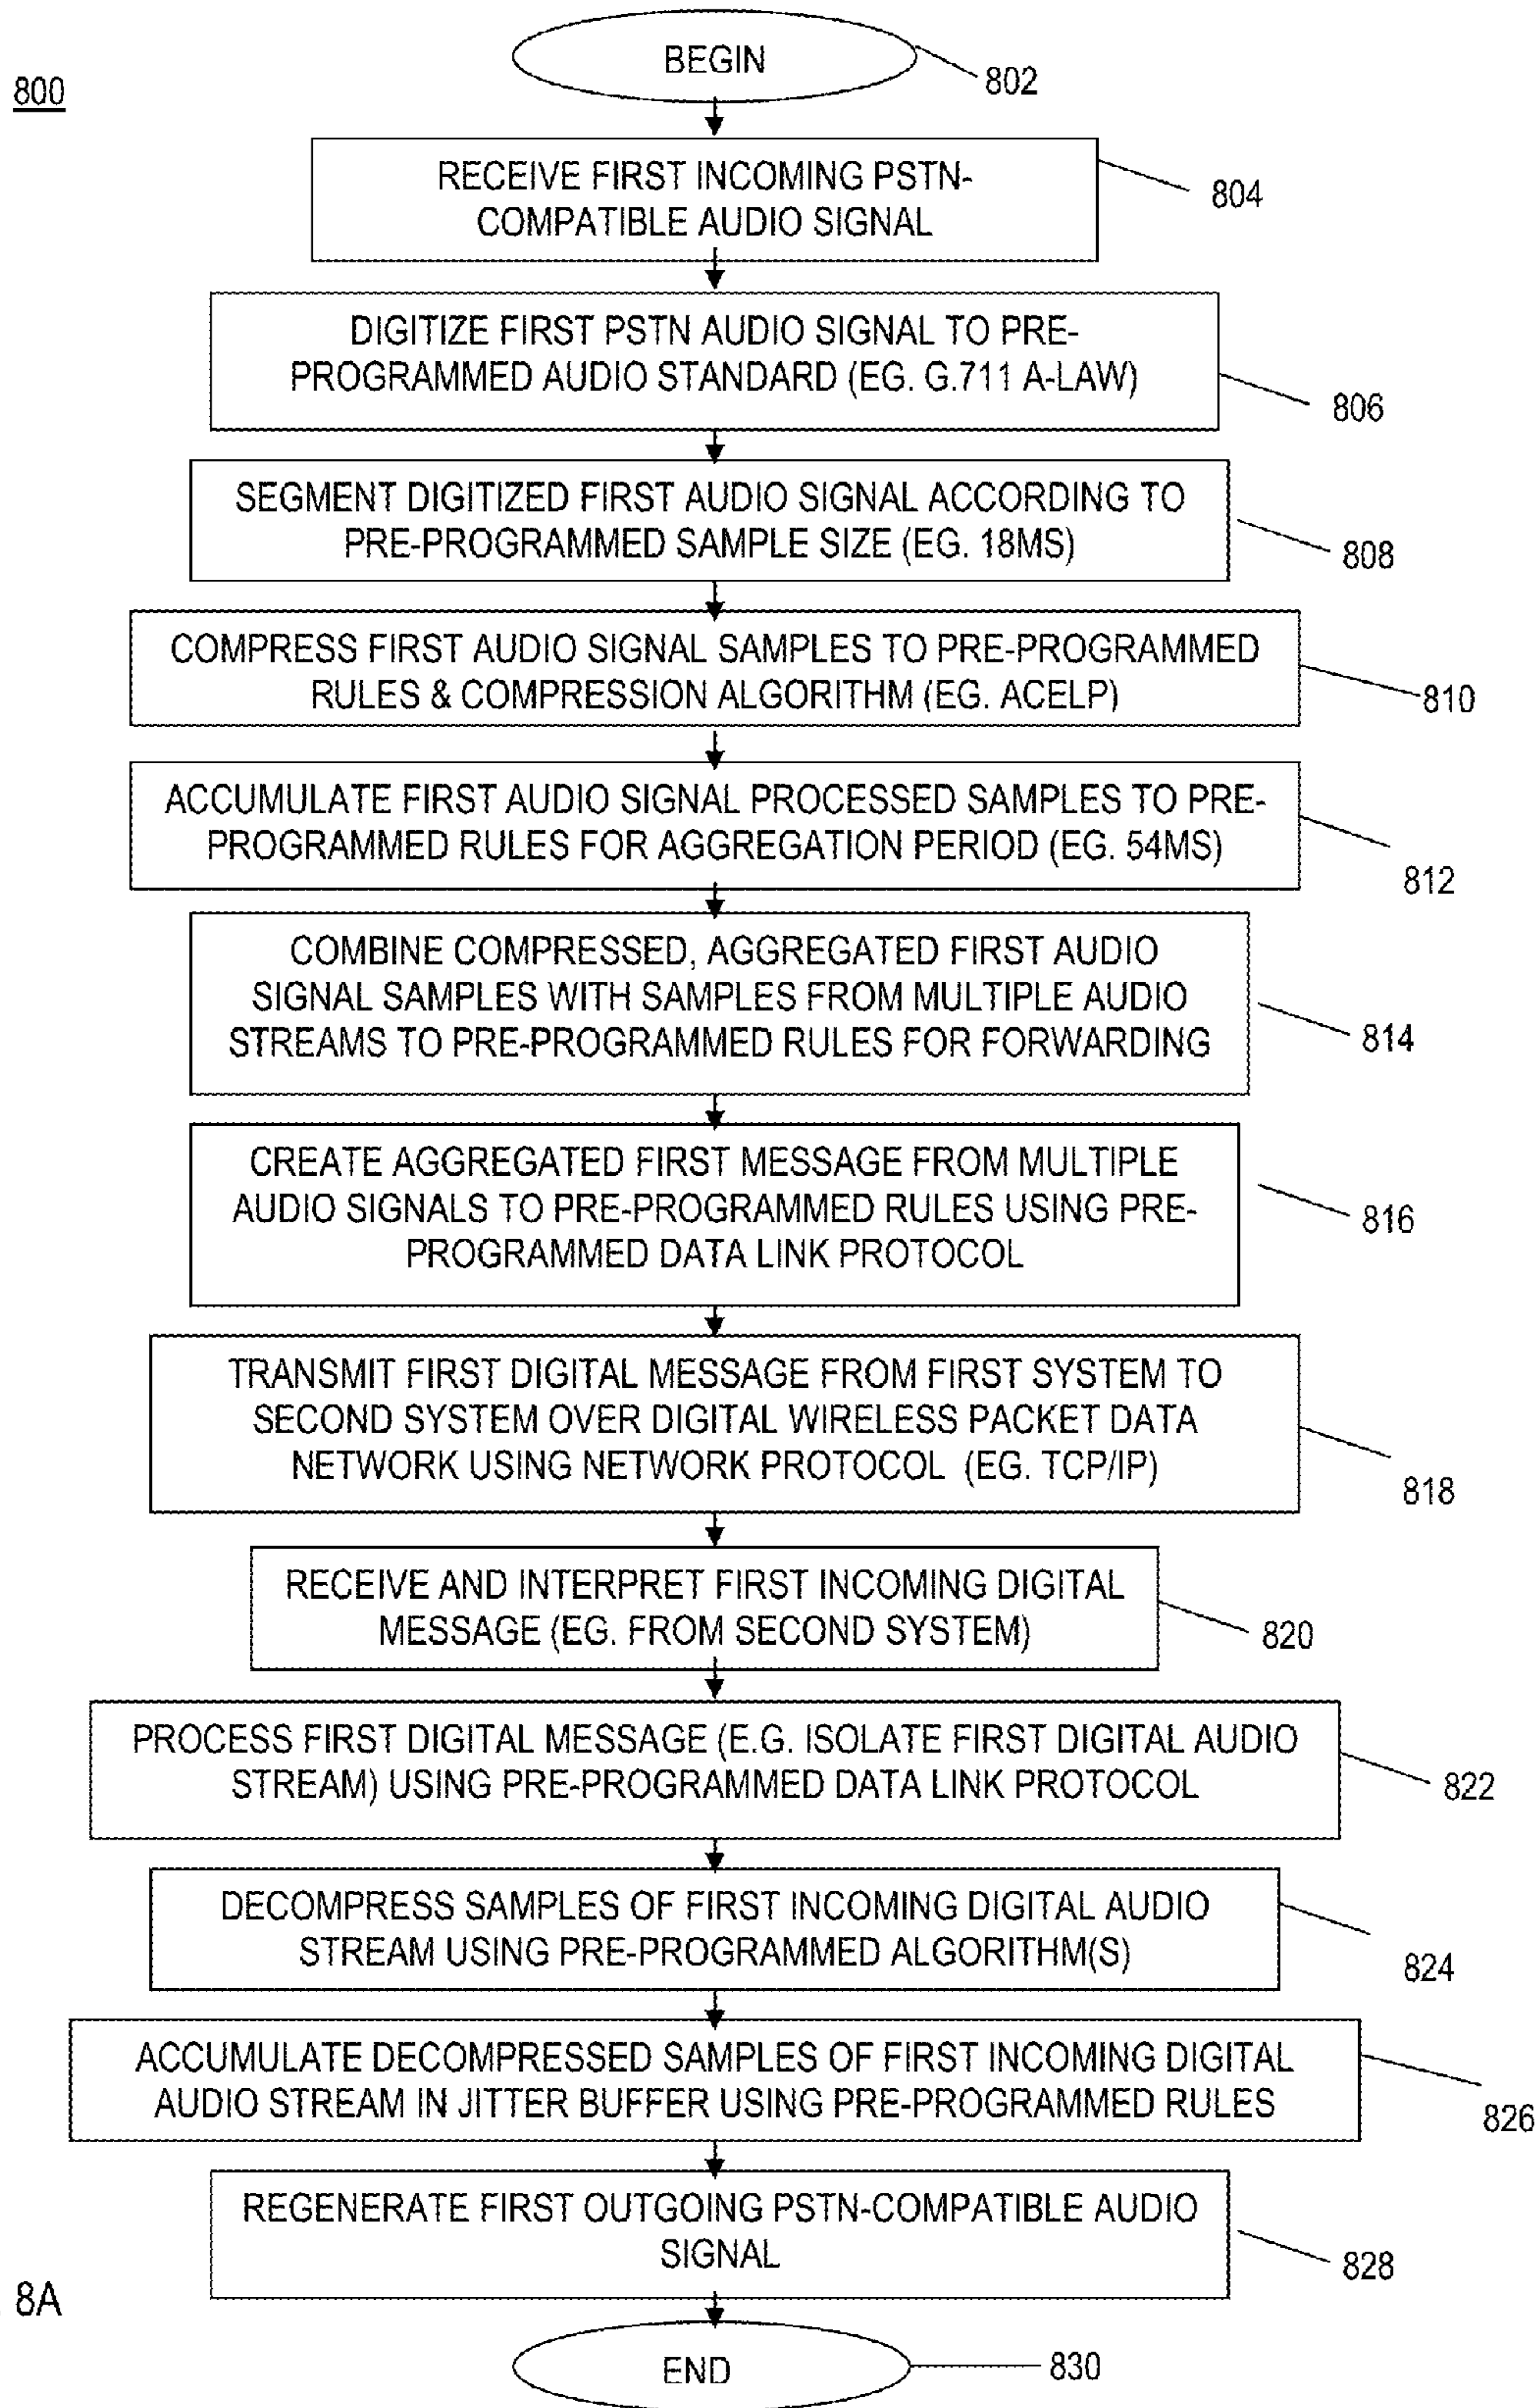 800
BEGIN
802
RECEIVE FIRST INCOMING PSTN-
COMPATIBLE AUDIO SIGNAL
804
DIGITIZE FIRST PSTN AUDIO SIGNAL TO PRE-
PROGRAMMED AUDIO STANDARD (EG. G.711 A-LAW)
806
SEGMENT DIGITIZED FIRST AUDIO SIGNAL ACCORDING TO
PRE-PROGRAMMED SAMPLE SIZE (EG. 18MS)
808
COMPRESS FIRST AUDIO SIGNAL SAMPLES TO PRE-PROGRAMMED
RULES & COMPRESSION ALGORITHM (EG. ACELP)
810
ACCUMULATE FIRST AUDIO SIGNAL PROCESSED SAMPLES TO PRE-
PROGRAMMED RULES FOR AGGREGATION PERIOD (EG. 54MS)
812
COMBINE COMPRESSED, AGGREGATED FIRST AUDIO
SIGNAL SAMPLES WITH SAMPLES FROM MULTIPLE AUDIO
STREAMS TO PRE-PROGRAMMED RULES FOR FORWARDING
814
CREATE AGGREGATED FIRST MESSAGE FROM MULTIPLE
AUDIO SIGNALS TO PRE-PROGRAMMED RULES USING PRE-
PROGRAMMED DATA LINK PROTOCOL
816
TRANSMIT FIRST DIGITAL MESSAGE FROM FIRST SYSTEM TO
SECOND SYSTEM OVER DIGITAL WIRELESS PACKET DATA
NETWORK USING NETWORK PROTOCOL (EG. TCP/IP)
818
RECEIVE AND INTERPRET FIRST INCOMING DIGITAL
MESSAGE (EG. FROM SECOND SYSTEM)
820
PROCESS FIRST DIGITAL MESSAGE (E.G. ISOLATE FIRST DIGITAL AUDIO
STREAM) USING PRE-PROGRAMMED DATA LINK PROTOCOL
822
DECOMPRESS SAMPLES OF FIRST INCOMING DIGITAL AUDIO
STREAM USING PRE-PROGRAMMED ALGORITHM(S)
824
ACCUMULATE DECOMPRESSED SAMPLES OF FIRST INCOMING DIGITAL
AUDIO STREAM IN JITTER BUFFER USING PRE-PROGRAMMED RULES
826
REGENERATE FIRST OUTGOING PSTN-COMPATIBLE AUDIO
SIGNAL
828
8A
END
830